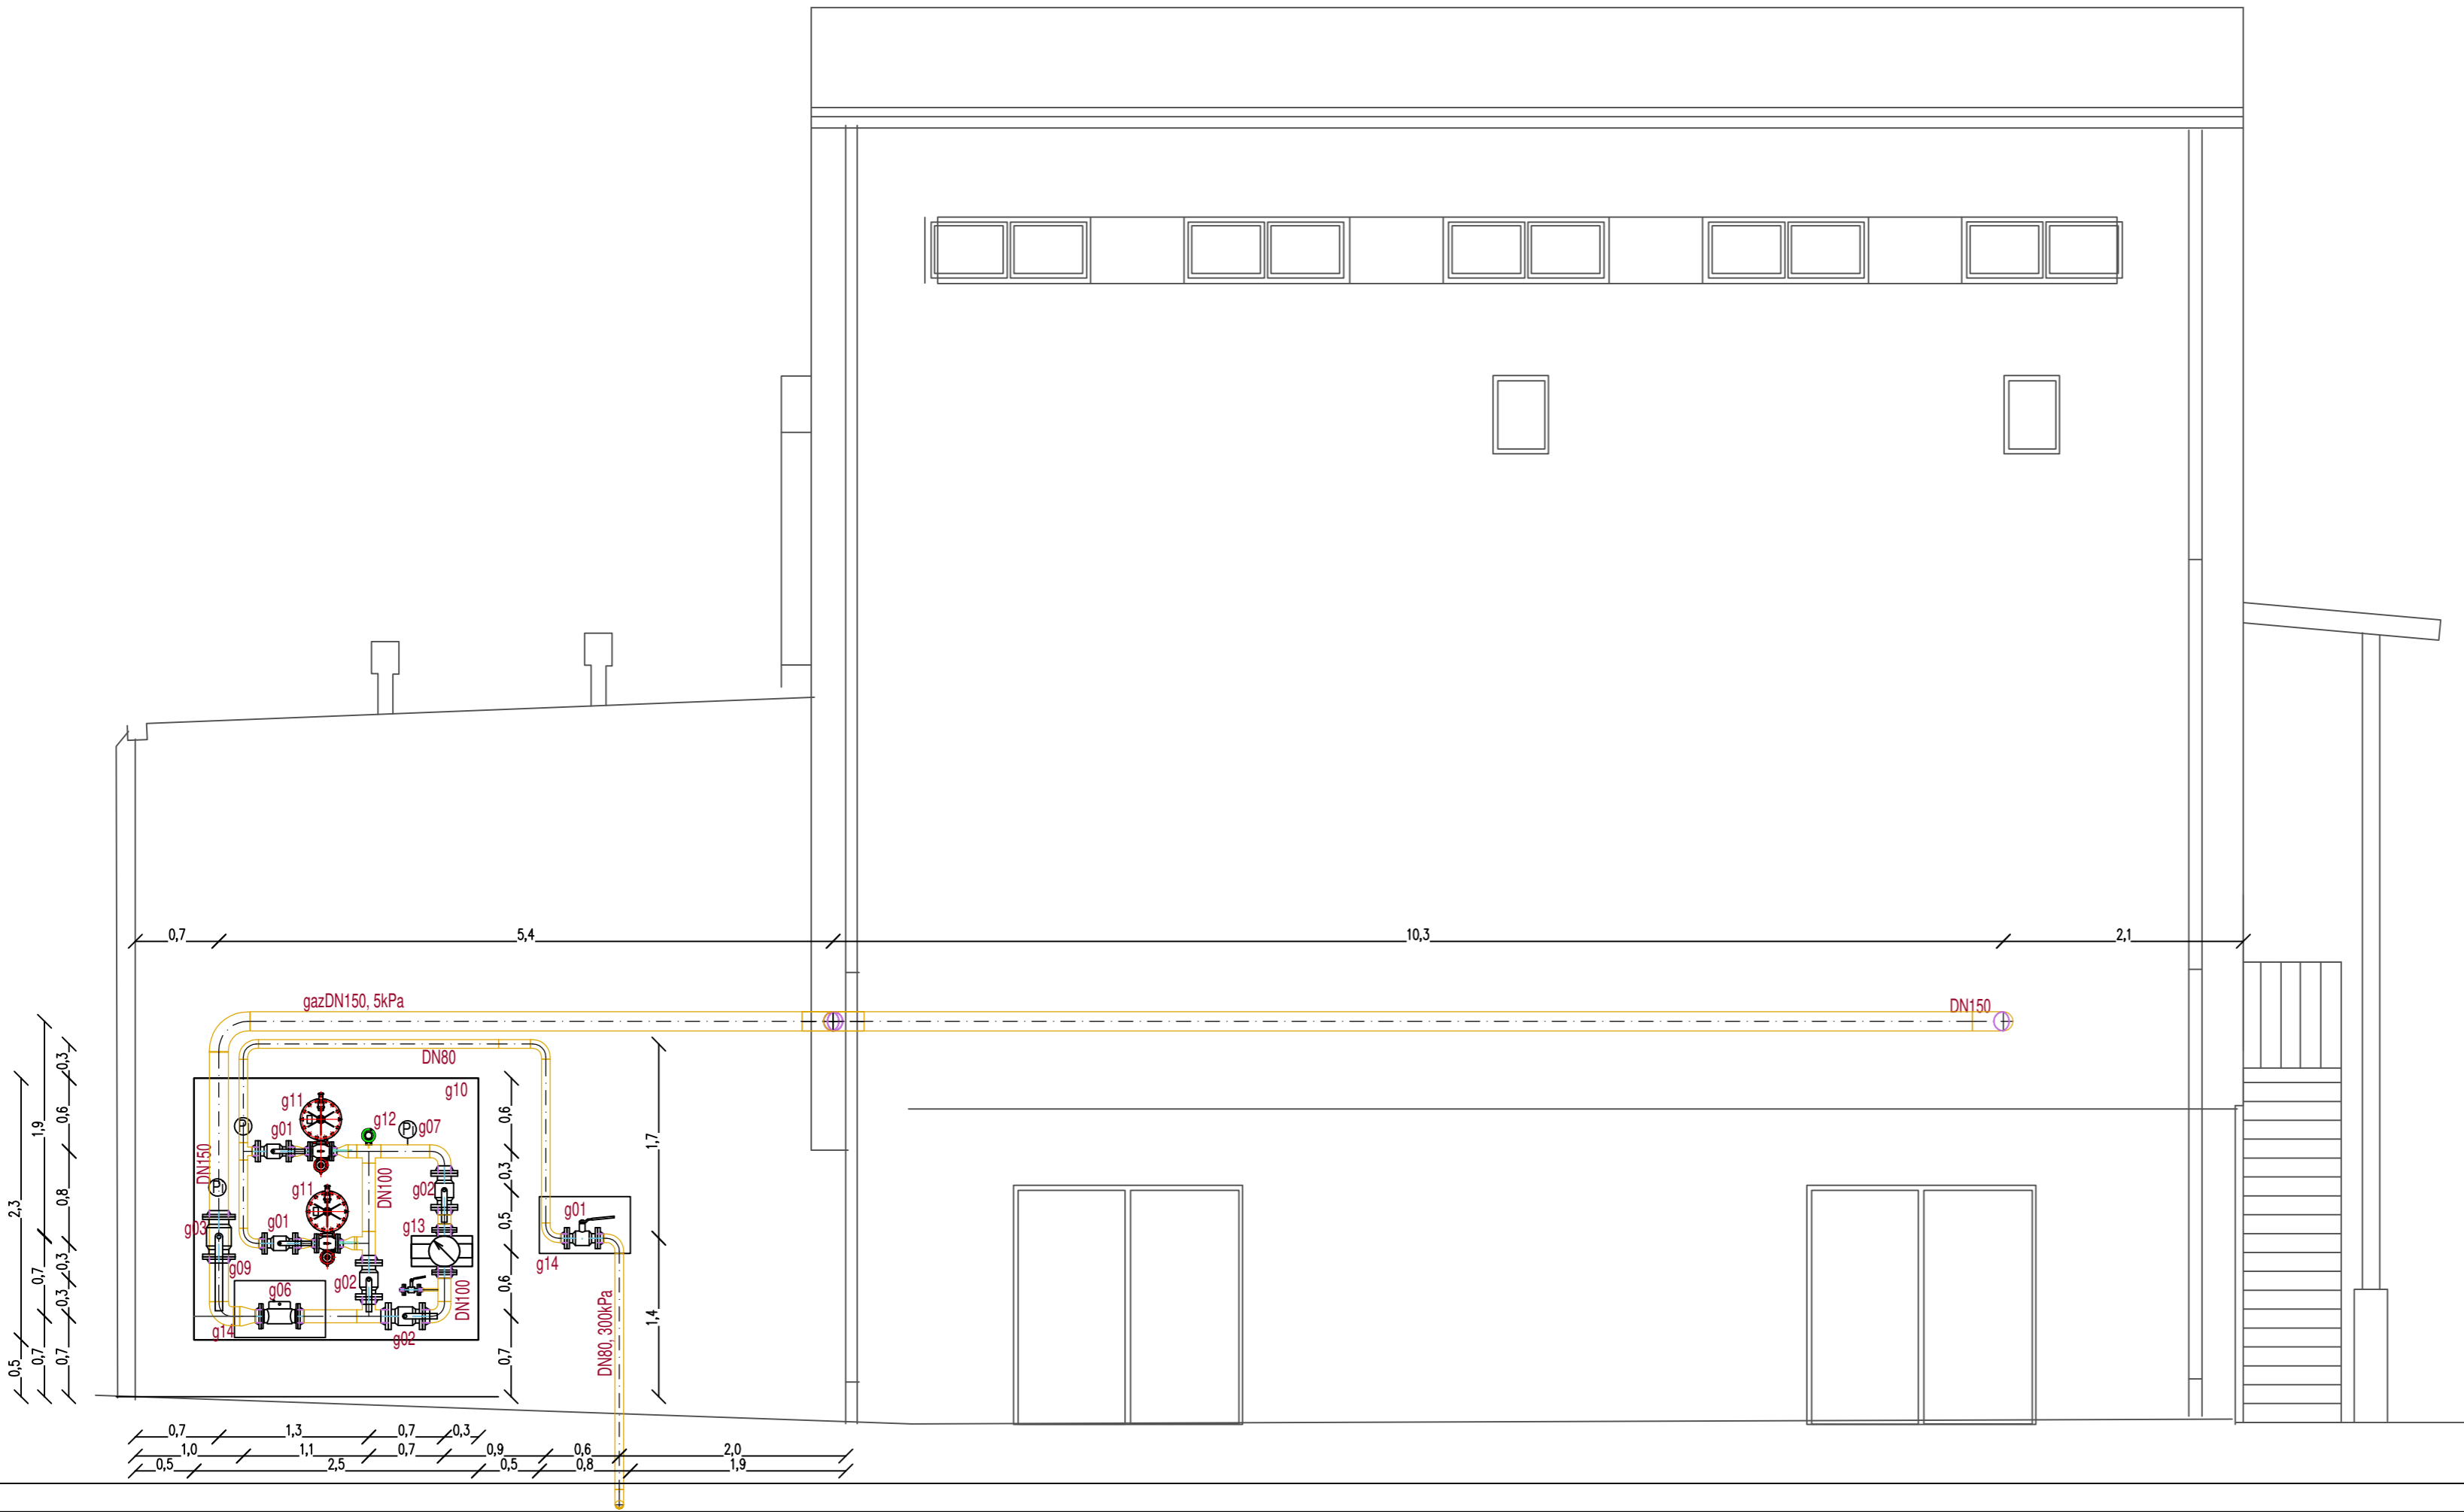 0,7
5,4
10,3
2,1
gazDN150, 5kPa
DN150
DN80
g10
g11
g12
g07
g01
Pi
Pi
Pi
DN150
DN100
g11
g02
g01
g03
g13
g01
g14
g09
g06
g02
DN100
g14
g02
DN80, 300kPa
2,3
0,5
1,9
0,7
0,7
0,3
0,6
0,8
0,3
0,3
0,7
0,6
0,3
0,5
0,6
0,7
1,7
1,4
0,7
1,3
0,7
0,3
1,0
1,1
0,7
0,9
0,6
2,0
0,5
2,5
0,5
0,8
1,9